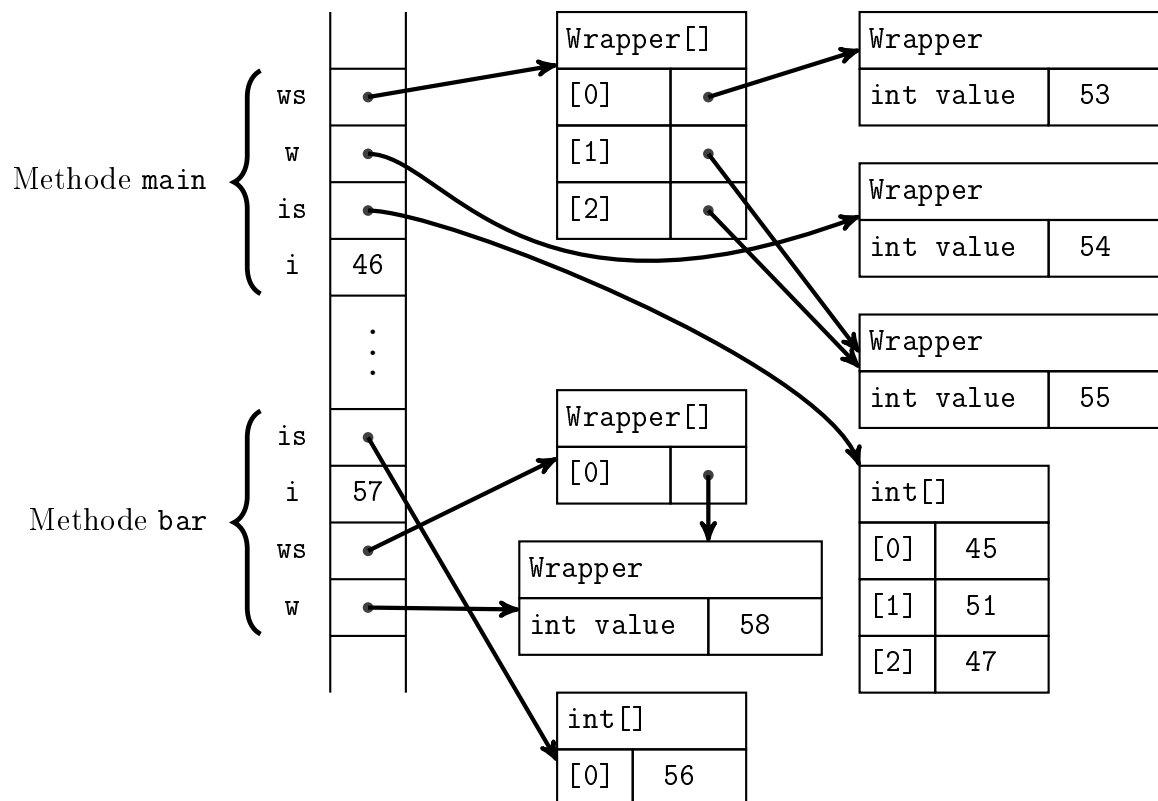 Wrapper[]
Wrapper
ws
[0]
int value 53
w
[1]
Methode main
Wrapper
is
[2]
int value 54
i 46
Wrapper
int value 55
Wrapper[]
is
[0]
int[]
i 57
Methode bar
[0] 45
ws
Wrapper
[1] 51
w
int value 58
[2] 47
int[]
[0] 56